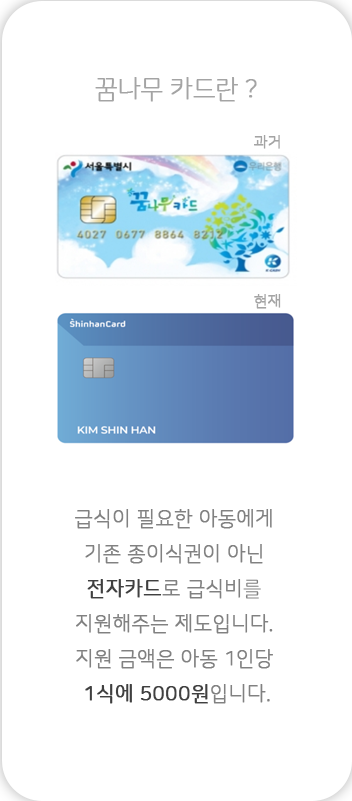 꿈나무 카드란 ?
과거
서울특별시
우리은행
꿈나무카드
4027 0677 8864 8212
현재
ShinhanCard
KIM SHIN HAN
급식이 필요한 아동에게
기존 종이식권이 아닌
전자카드로 급식비를
지원해주는 제도입니다.
지원 금액은 아동 1인당
1식에 5000원입니다.